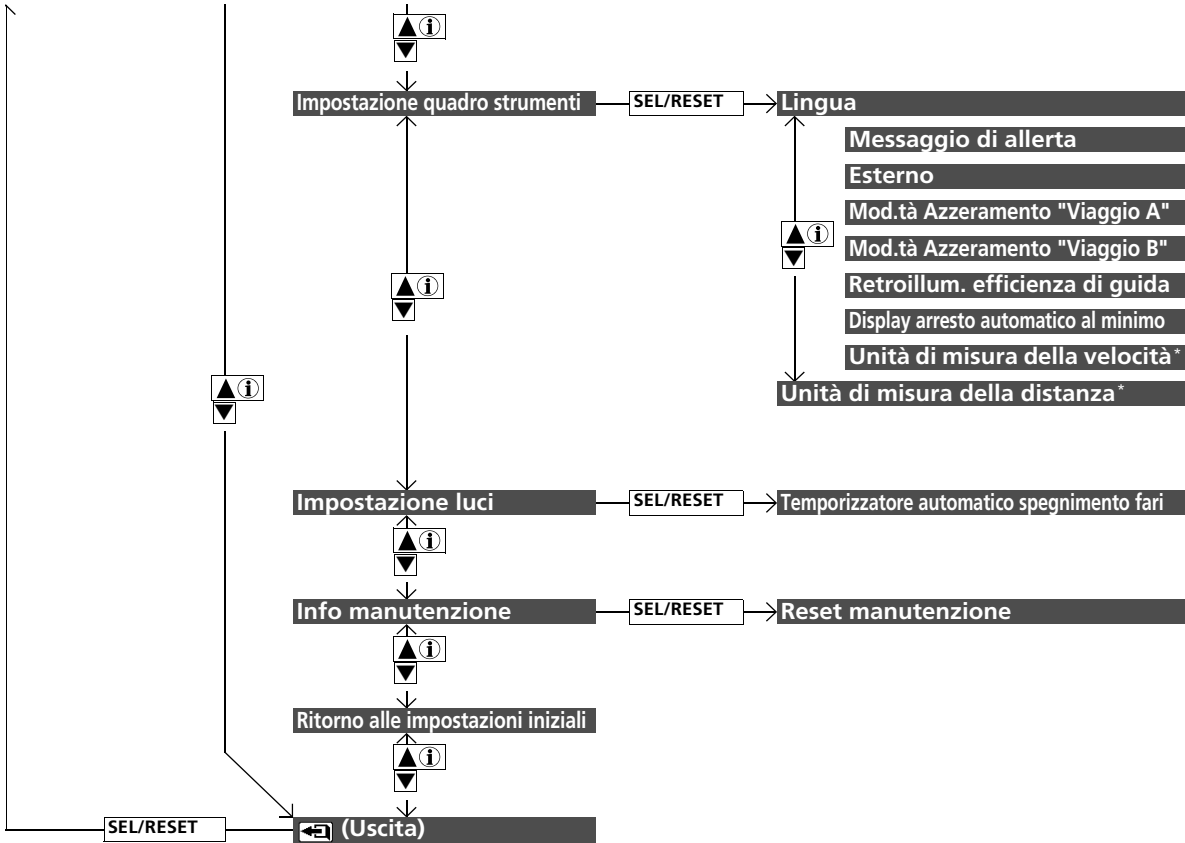 ▲ⓘ
▼
Impostazione quadro strumenti SEL/RESET Lingua
Messaggio di allerta
Esterno
Mod.tà Azzeramento "Viaggio A"
▲ⓘ
▼
Mod.tà Azzeramento "Viaggio B"
Retroillum. efficienza di guida
▲ⓘ
▼
Display arresto automatico al minimo
Unità di misura della velocità*
▲ⓘ
▼
Unità di misura della distanza*
Impostazione luci SEL/RESET Temporizzatore automatico spegnimento fari
▲ⓘ
▼
Info manutenzione SEL/RESET Reset manutenzione
▲ⓘ
▼
Ritorno alle impostazioni iniziali
▲ⓘ
▼
SEL/RESET (Uscita)